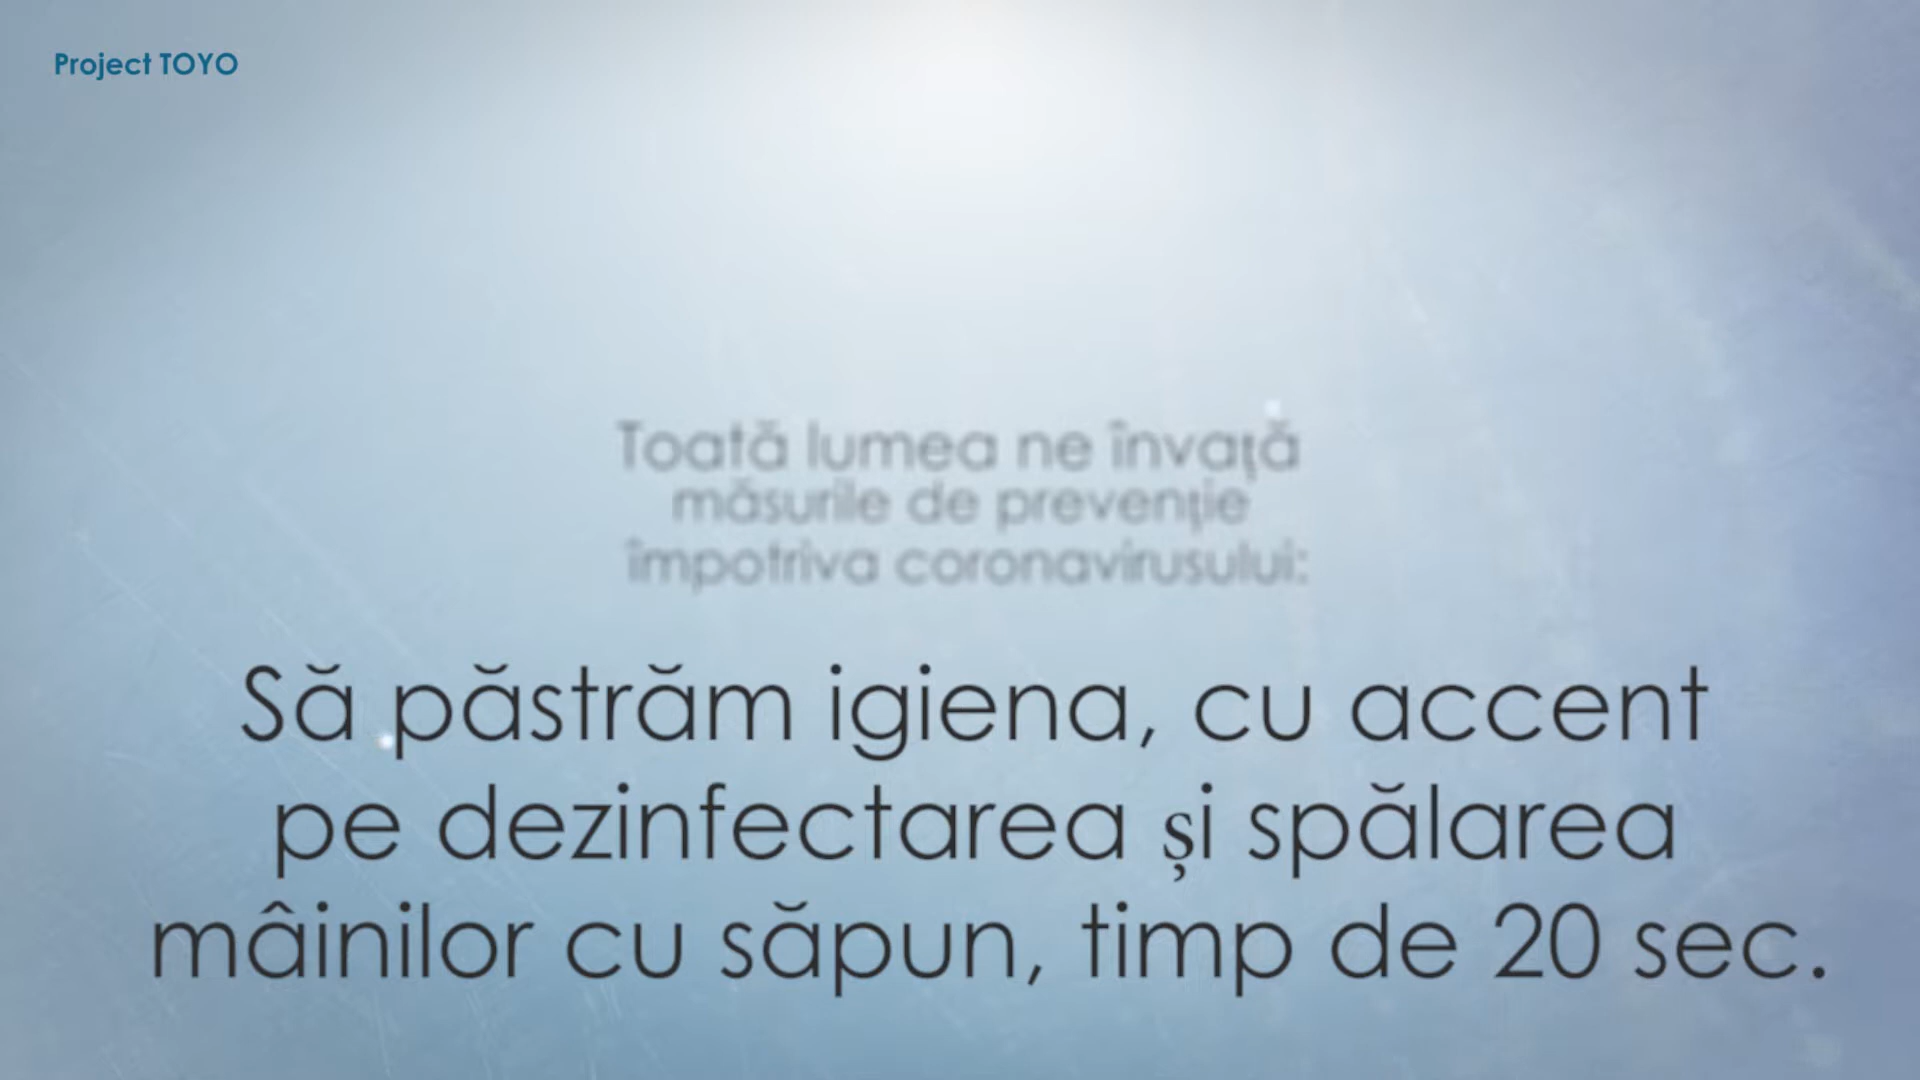 Project TOYO
Toată lumea ne învață
măsurile de prevenție
împotriva coronavirusului:
Să păstrăm igiena, cu accent
pe dezinfectarea și spălarea
mâinilor cu săpun, timp de 20 sec.